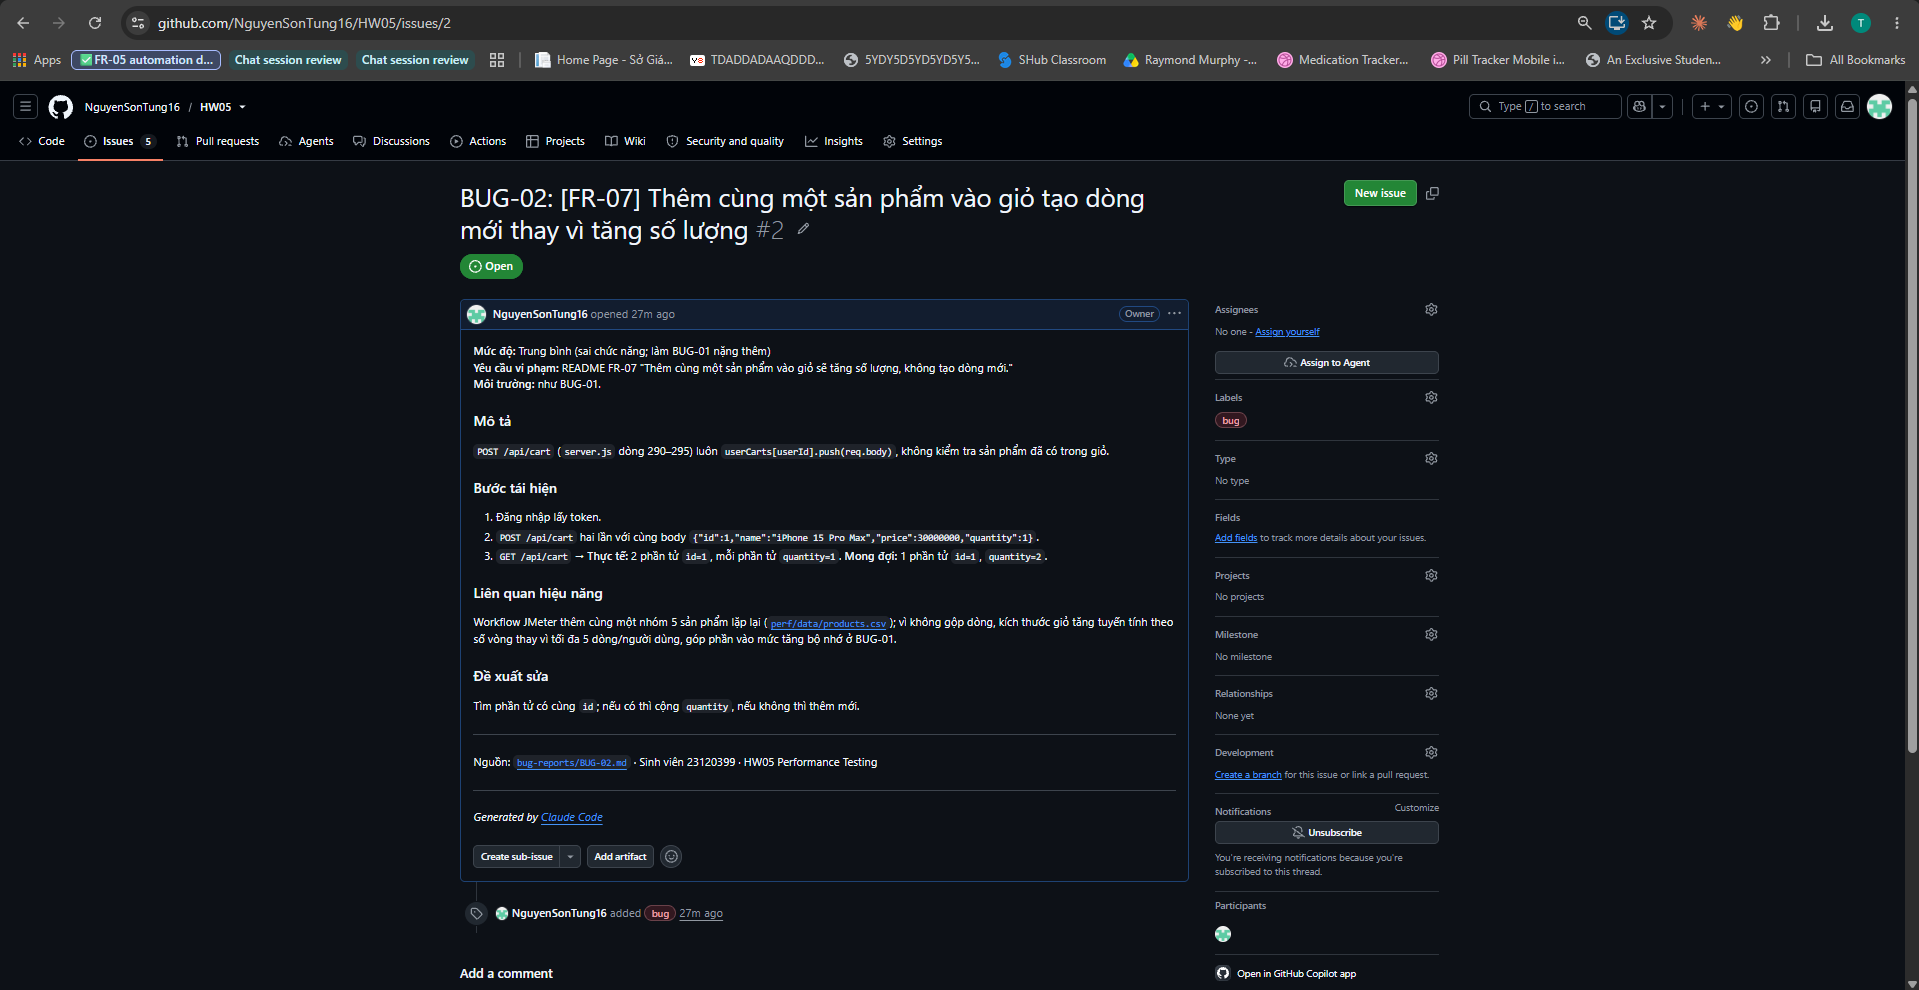 github.com/NguyenSonTung16/HW05/issues/2
T
Apps
FR-05 automation d...
Chat session review
Chat session review
Home Page - Sở Giá...
TDADDADAAQDDD...
5YDY5D5YD5YD5Y5...
SHub Classroom
Raymond Murphy -...
Medication Tracker...
Pill Tracker Mobile i...
An Exclusive Studen...
All Bookmarks
NguyenSonTung16 / HW05
Type / to search
Code
Issues 5
Pull requests
Agents
Discussions
Actions
Projects
Wiki
Security and quality
Insights
Settings
BUG-02: [FR-07] Thêm cùng một sản phẩm vào giỏ tạo dòng
mới thay vì tăng số lượng #2
New issue
Open
NguyenSonTung16 opened 27m ago
Owner
Mức độ: Trung bình (sai chức năng; làm BUG-01 nặng thêm)
Yêu cầu vi phạm: README FR-07 "Thêm cùng một sản phẩm vào giỏ sẽ tăng số lượng, không tạo dòng mới."
Môi trường: như BUG-01.
Mô tả
POST /api/cart ( server.js dòng 290–295) luôn userCarts[userId].push(req.body) , không kiểm tra sản phẩm đã có trong giỏ.
Bước tái hiện
1. Đăng nhập lấy token.
2. POST /api/cart hai lần với cùng body {"id":1,"name":"iPhone 15 Pro Max","price":30000000,"quantity":1} .
3. GET /api/cart → Thực tế: 2 phần tử id=1 , mỗi phần tử quantity=1 . Mong đợi: 1 phần tử id=1 , quantity=2 .
Liên quan hiệu năng
Workflow JMeter thêm cùng một nhóm 5 sản phẩm lặp lại ( perf/data/products.csv ); vì không gộp dòng, kích thước giỏ tăng tuyến tính theo
số vòng thay vì tối đa 5 dòng/người dùng, góp phần vào mức tăng bộ nhớ ở BUG-01.
Đề xuất sửa
Tìm phần tử có cùng id ; nếu có thì cộng quantity , nếu không thì thêm mới.
Nguồn: bug-reports/BUG-02.md · Sinh viên 23120399 · HW05 Performance Testing
Generated by Claude Code
Create sub-issue
Add artifact
NguyenSonTung16 added bug 27m ago
Add a comment
Assignees
No one - Assign yourself
Assign to Agent
Labels
bug
Type
No type
Fields
Add fields to track more details about your issues.
Projects
No projects
Milestone
No milestone
Relationships
None yet
Development
Create a branch for this issue or link a pull request.
Notifications
Customize
Unsubscribe
You're receiving notifications because you're
subscribed to this thread.
Participants
Open in GitHub Copilot app